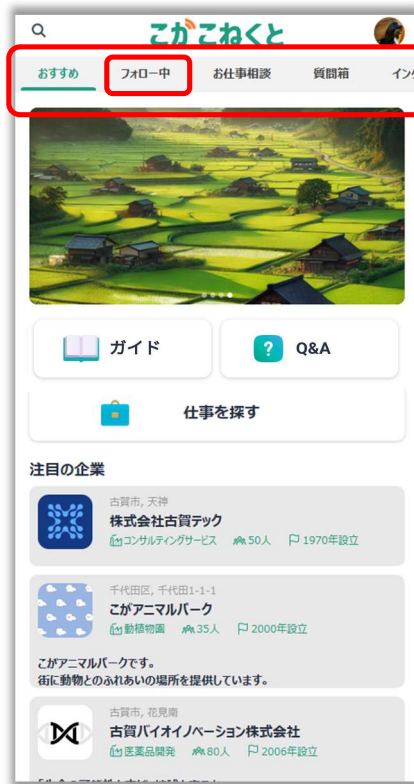 こがこねくと
おすすめ フォロー中 お仕事相談 質問箱
ガイド ? Q&A
仕事を探す
注目の企業
古賀市, 天神
株式会社古賀テック
コンサルティングサービス 50人 1970年設立
千代田区, 千代田1-1-1
こがアニマルパーク
動植物園 35人 2000年設立
こがアニマルパークです。
街に動物とのふれあいの場所を提供しています。
古賀市, 花見南
古賀バイオイノベーション株式会社
医薬品開発 80人 2006年設立